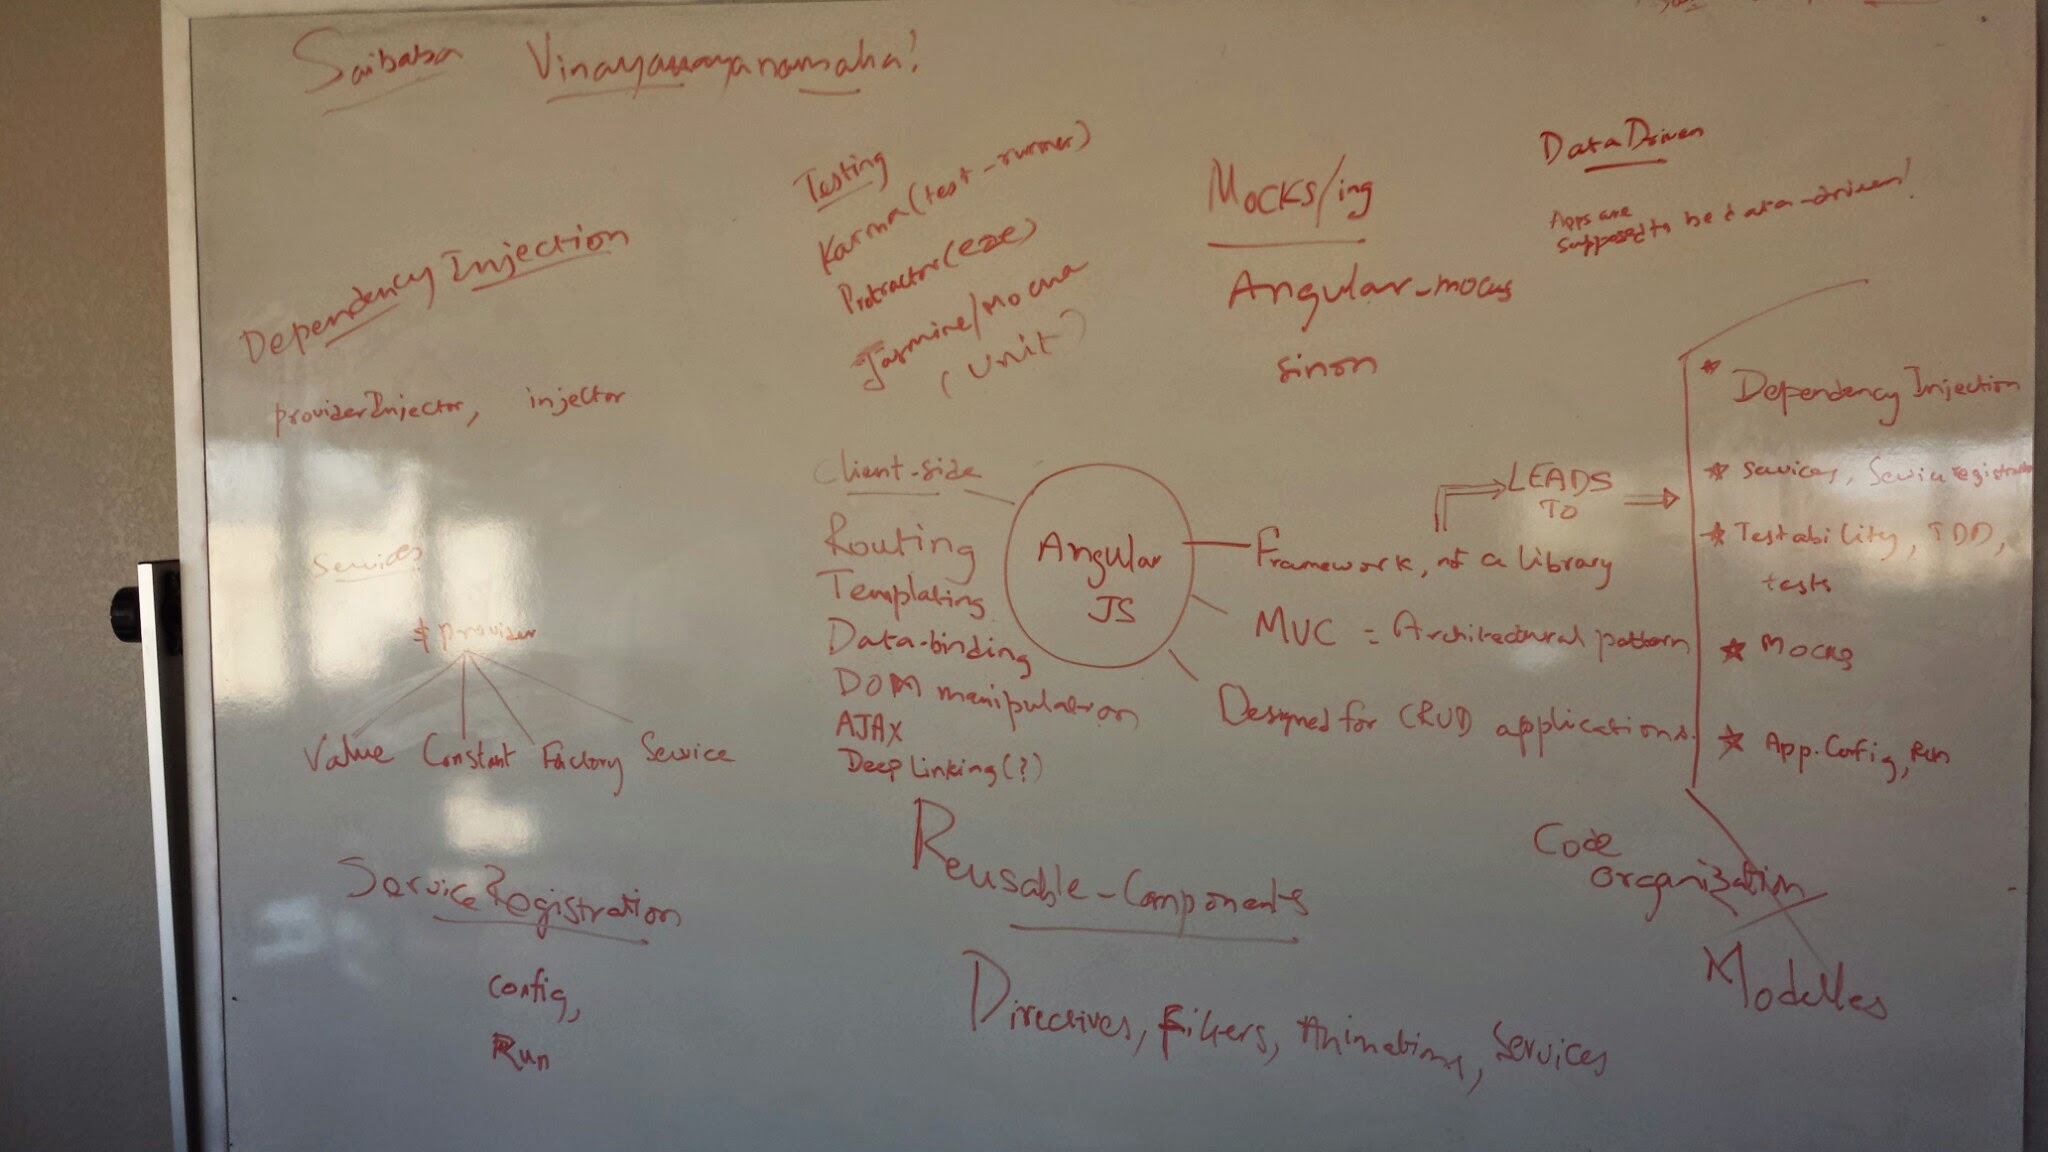 Saibaba Vinayakayanamaha!
Dependency Injection
providerInjector, injector
Services
$provider
Value Constant Factory Service
Service Registration
Config,
Run
Testing
Karma (test-runner)
Protractor (e2e)
Jasmine/Mocha
(Unit)
Mocks/ing
Angular-mocks
sinon
Data Driven
Apps are
supposed to be data-driven!
Client-side
Routing
Templating
Data-binding
DOM manipulation
AJAX
Deep Linking (?)
Angular
JS
Framework, not a library
LEADS
TO
MVC = Architectural pattern
Designed for CRUD applications.
* Dependency Injection
* Services, Service registration
* Testability, TDD,
tests
* Mocks
* App.Config, Run
Reusable-Components
Directives, Filters, Animations, Services
Code
organization
Modules